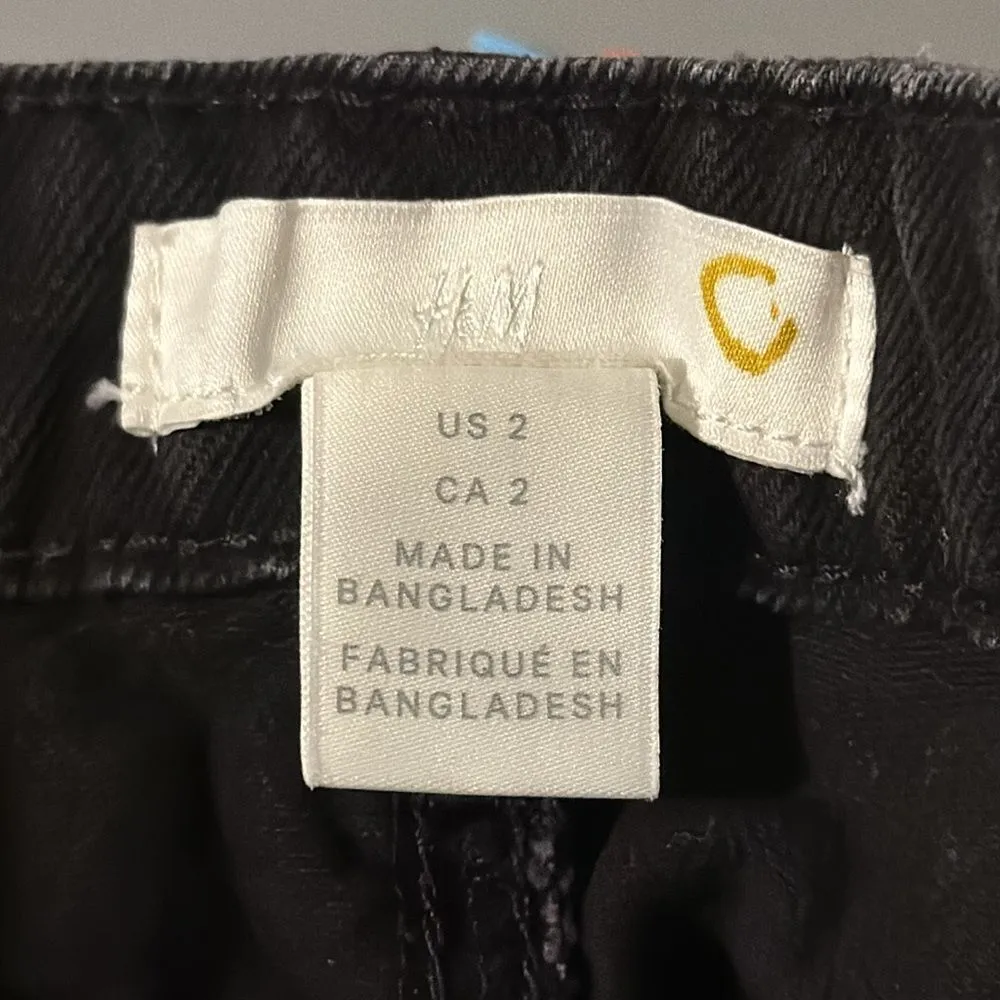 H&M
C
US 2
CA 2
MADE IN
BANGLADESH
FABRIQUÉ EN
BANGLADESH